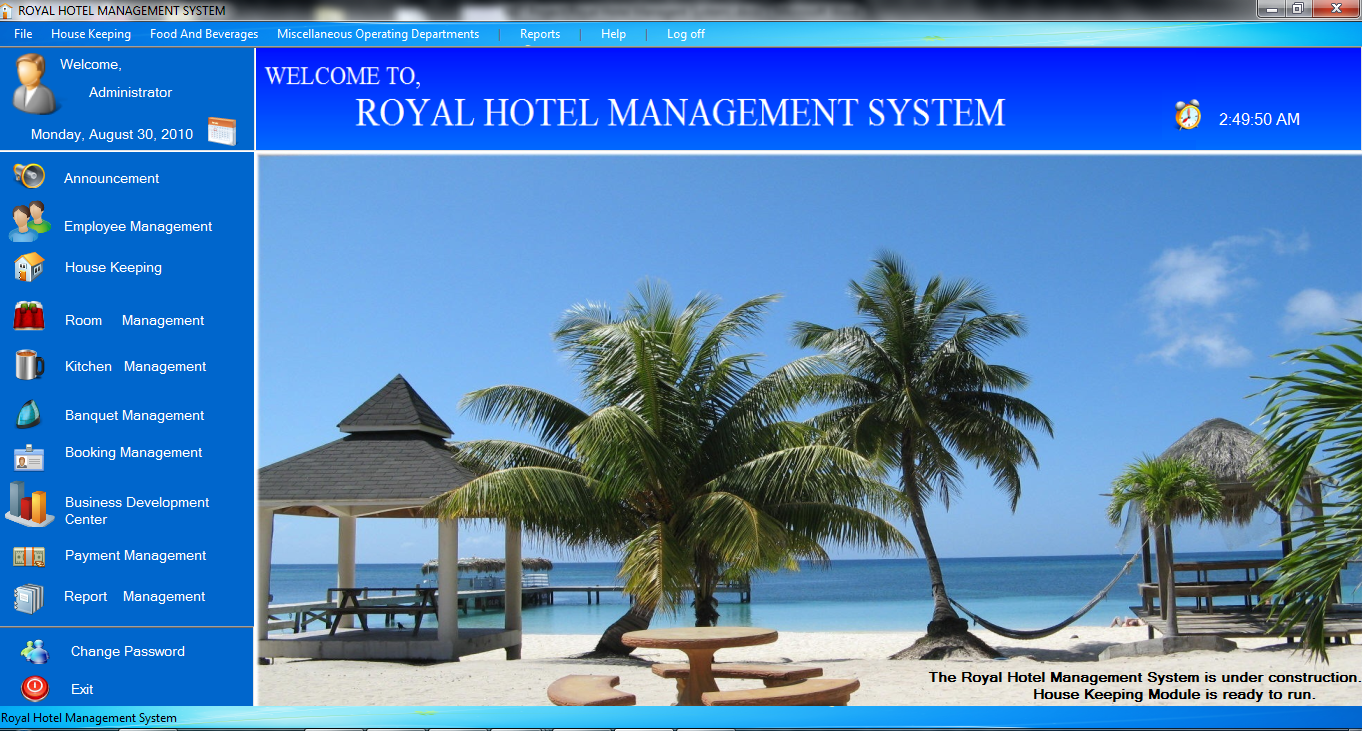 ROYAL HOTEL MANAGEMENT SYSTEM
File House Keeping Food And Beverages Miscellaneous Operating Departments | Reports | Help | Log off
Welcome,
Administrator
Monday, August 30, 2010
WELCOME TO,
ROYAL HOTEL MANAGEMENT SYSTEM
2:49:50 AM
Announcement
Employee Management
House Keeping
Room Management
Kitchen Management
Banquet Management
Booking Management
Business Development
Center
Payment Management
Report Management
Change Password
Exit
The Royal Hotel Management System is under construction.
House Keeping Module is ready to run.
Royal Hotel Management System